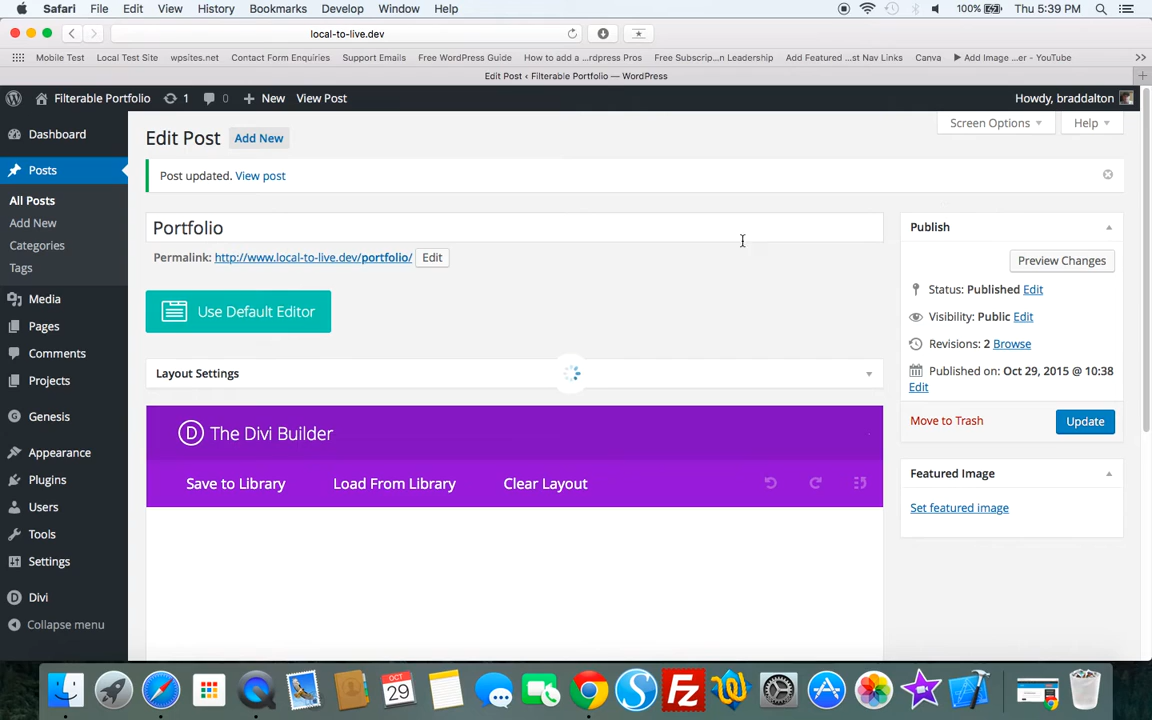 Safari File Edit View History Bookmarks Develop Window Help 100% Thu 5:39 PM
local-to-live.dev
Mobile Test Local Test Site wpsites.net Contact Form Enquiries Support Emails Free WordPress Guide How to add a ...rdpress Pros Free Subscrip...n Leadership Add Featured ...st Nav Links Canva ▶ Add Image ...er - YouTube >>
Edit Post ‹ Filterable Portfolio — WordPress +
Filterable Portfolio 1 0 + New View Post Howdy, braddalton
Screen Options Help
Dashboard
Posts
All Posts
Add New
Categories
Tags
Media
Pages
Comments
Projects
Genesis
Appearance
Plugins
Users
Tools
Settings
Divi
Collapse menu
Edit Post Add New
Post updated. View post
Portfolio
Permalink: http://www.local-to-live.dev/portfolio/ Edit
Use Default Editor
Layout Settings
D The Divi Builder
Save to Library Load From Library Clear Layout
Publish
Preview Changes
Status: Published Edit
Visibility: Public Edit
Revisions: 2 Browse
Published on: Oct 29, 2015 @ 10:38
Edit
Move to Trash Update
Featured Image
Set featured image
OCT
29
S
FZ